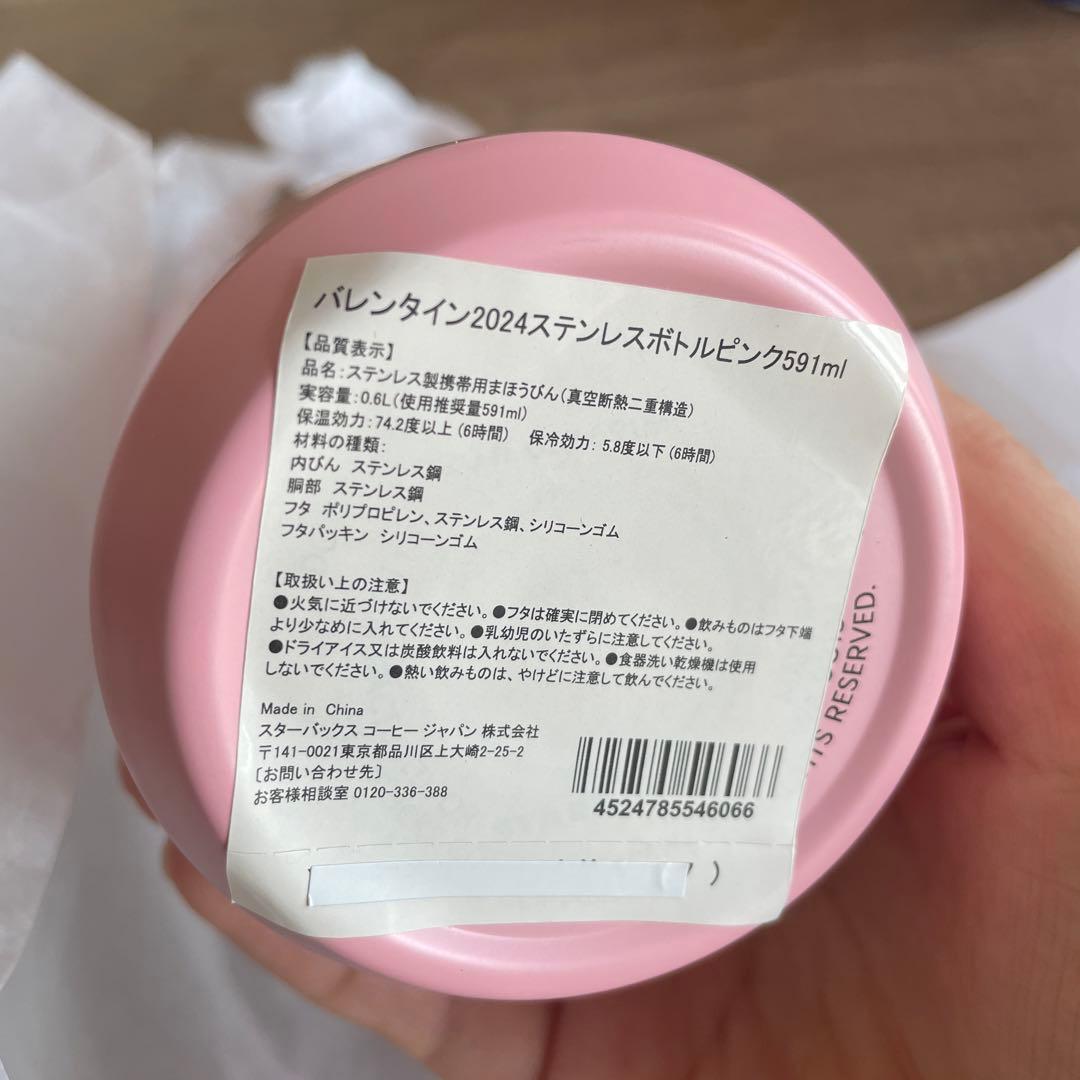 バレンタイン2024ステンレスボトルピンク591ml
【品質表示】
品名：ステンレス製携帯用まほうびん（真空断熱二重構造）
実容量：0.6L（使用推奨量591ml）
保温効力：74.2度以上（6時間）　保冷効力：5.8度以下（6時間）
材料の種類：
内びん　ステンレス鋼
胴部　ステンレス鋼
フタ　ポリプロピレン、ステンレス鋼、シリコーンゴム
フタパッキン　シリコーンゴム
【取扱い上の注意】
●火気に近づけないでください。●フタは確実に閉めてください。●飲みものはフタ下端
より少なめに入れてください。●乳幼児のいたずらに注意してください。
●ドライアイス又は炭酸飲料は入れないでください。●食器洗い乾燥機は使用
しないでください。●熱い飲みものは、やけどに注意して飲んでください。
Made in China
スターバックス コーヒー ジャパン 株式会社
〒141-0021東京都品川区上大崎2-25-2
［お問い合わせ先］
お客様相談室 0120-336-388
4524785546066
)
RESERVED.